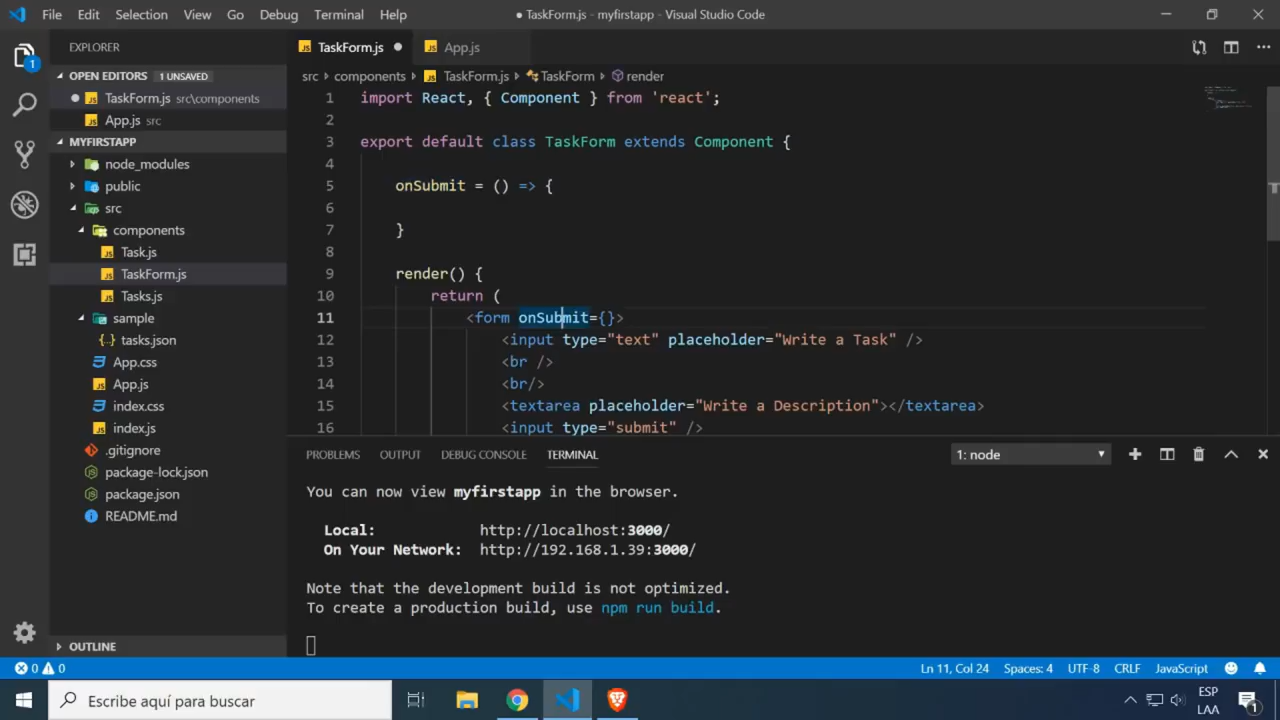 File Edit Selection View Go Debug Terminal Help
● TaskForm.js - myfirstapp - Visual Studio Code
EXPLORER
OPEN EDITORS 1 UNSAVED
TaskForm.js src\components
App.js src
MYFIRSTAPP
node_modules
public
src
components
Task.js
TaskForm.js
Tasks.js
sample
tasks.json
App.css
App.js
index.css
index.js
.gitignore
package-lock.json
package.json
README.md
OUTLINE
TaskForm.js App.js
src components TaskForm.js TaskForm render
1 import React, { Component } from 'react';
2
3 export default class TaskForm extends Component {
4
5 onSubmit = () => {
6
7 }
8
9 render() {
10 return (
11 <form onSubmit={}>
12 <input type="text" placeholder="Write a Task" />
13 <br />
14 <br/>
15 <textarea placeholder="Write a Description"></textarea>
16 <input type="submit" />
PROBLEMS OUTPUT DEBUG CONSOLE TERMINAL 1: node
You can now view myfirstapp in the browser.
Local: http://localhost:3000/
On Your Network: http://192.168.1.39:3000/
Note that the development build is not optimized.
To create a production build, use npm run build.
0 0 Ln 11, Col 24 Spaces: 4 UTF-8 CRLF JavaScript
Escribe aquí para buscar
ESP
LAA
1